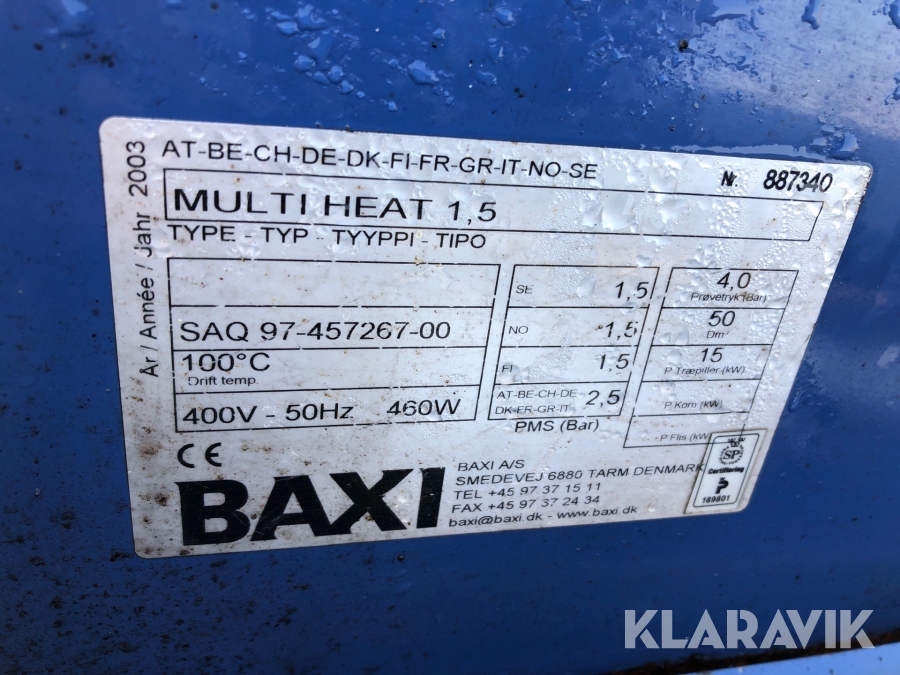 År / Année / Jahr 2003
AT-BE-CH-DE-DK-FI-FR-GR-IT-NO-SE
Nr. 887340
MULTI HEAT 1,5
TYPE - TYP - TYYPPI - TIPO
SAQ 97-457267-00
100°C
Drift temp.
400V - 50Hz 460W
SE 1,5
NO 1,5
FI 1,5
AT-BE-CH-DE
DK-FR-GR-IT 2,5
PMS (Bar)
4,0
Prøvetryk (Bar)
50
Dm³
15
P Træpiller (kW)
P Korn (kW)
P Flis (kW)
CE
BAXI
BAXI A/S
SMEDEVEJ 6880 TARM DENMARK
TEL +45 97 37 15 11
FAX +45 97 37 24 34
baxi@baxi.dk - www.baxi.dk
SP
Certifiering
P
189801
KLARAVIK